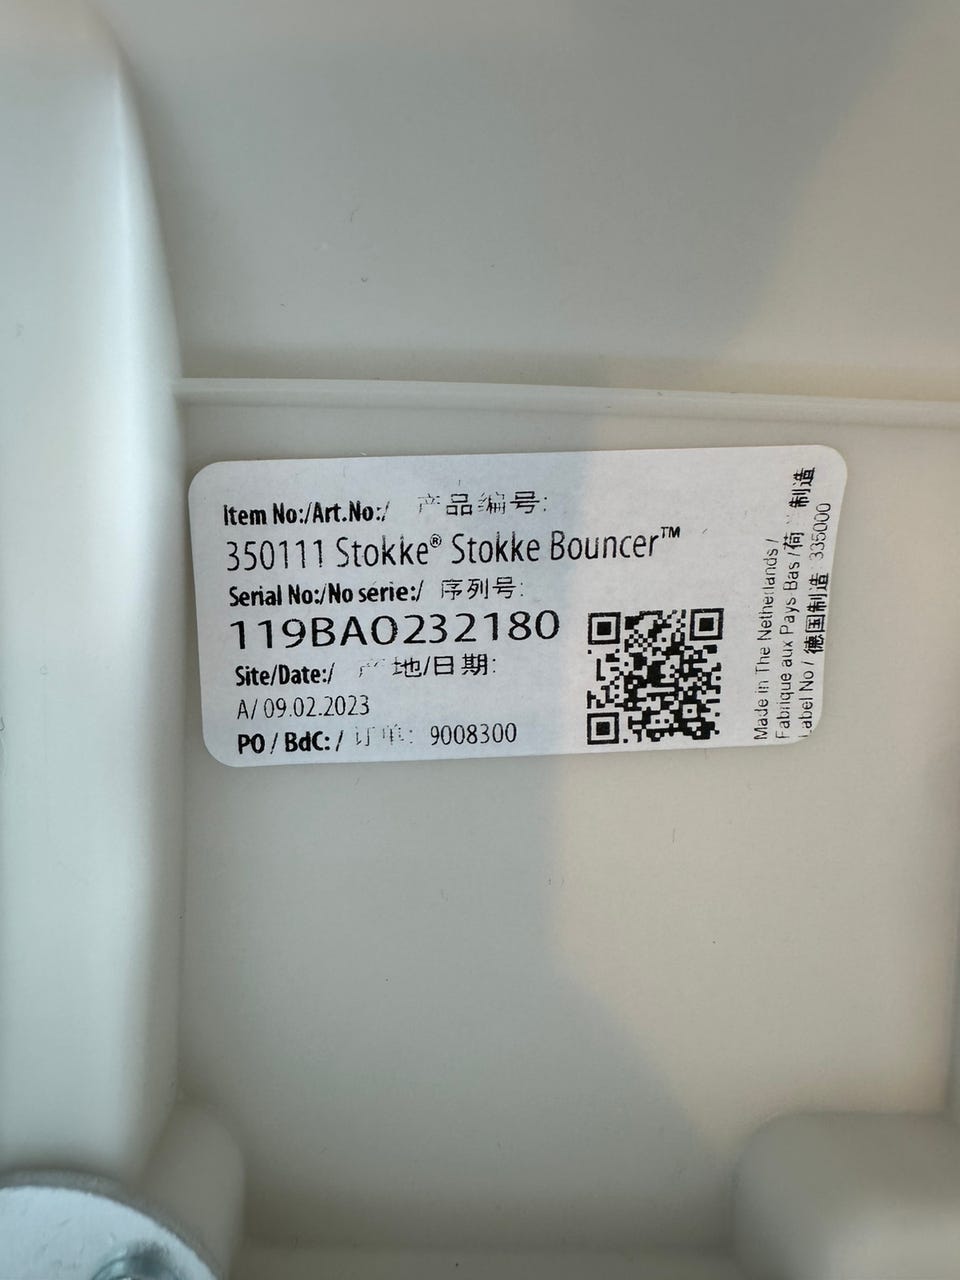 Item No:/Art.No:/ 产品编号:
350111 Stokke® Stokke Bouncer™
Serial No:/No serie:/ 序列号:
119BA0232180
Site/Date:/ 产地/日期:
A/ 09.02.2023
PO / BdC: / 订单: 9008300
Made in The Netherlands /
Fabrique aux Pays Bas /荷 制造
Label No / 德国制造 335000